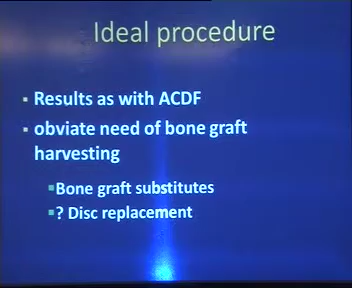 Ideal procedure
▪ Results as with ACDF
▪ obviate need of bone graft
harvesting
▪Bone graft substitutes
▪? Disc replacement